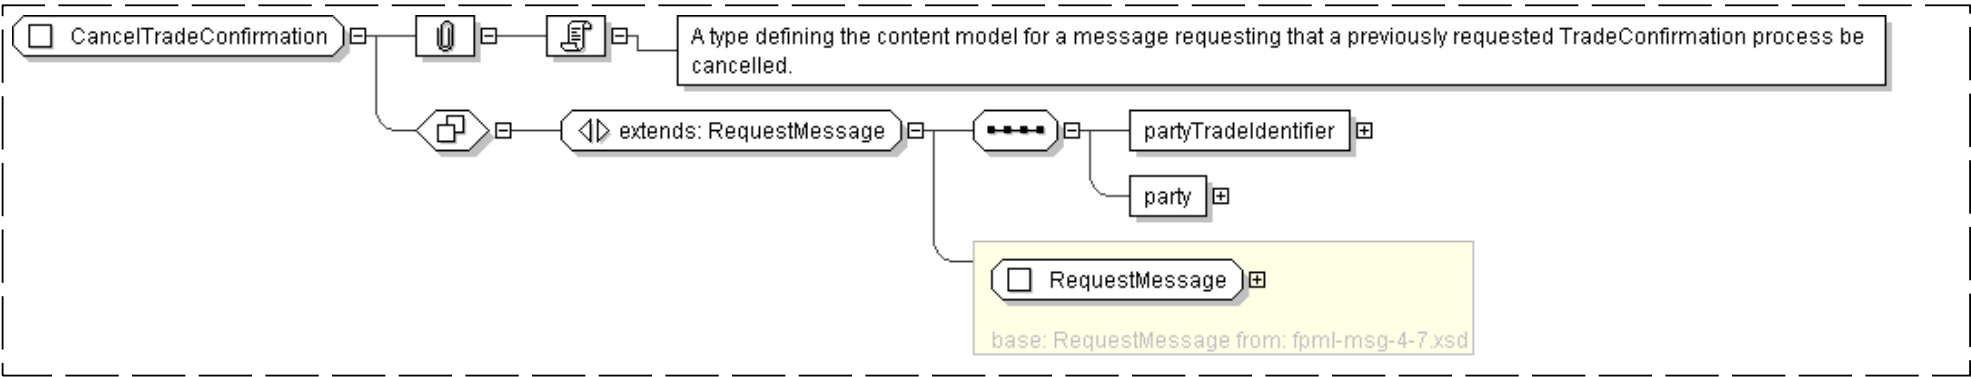 CancelTradeConfirmation
A type defining the content model for a message requesting that a previously requested TradeConfirmation process be
cancelled.
extends: RequestMessage
partyTradeIdentifier
party
RequestMessage
base: RequestMessage from: fpml-msg-4-7.xsd